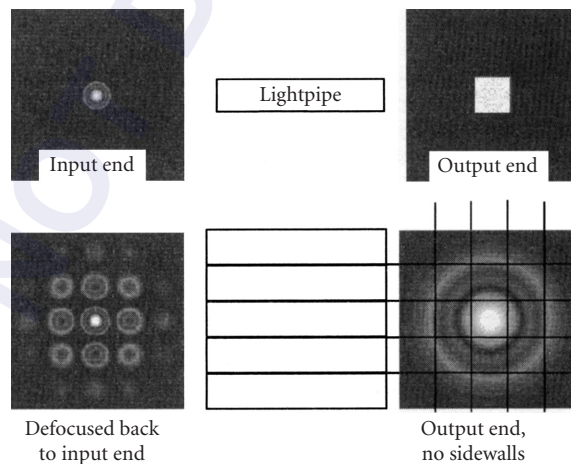 Input end
Lightpipe
Output end
Defocused back
to input end
Output end,
no sidewalls